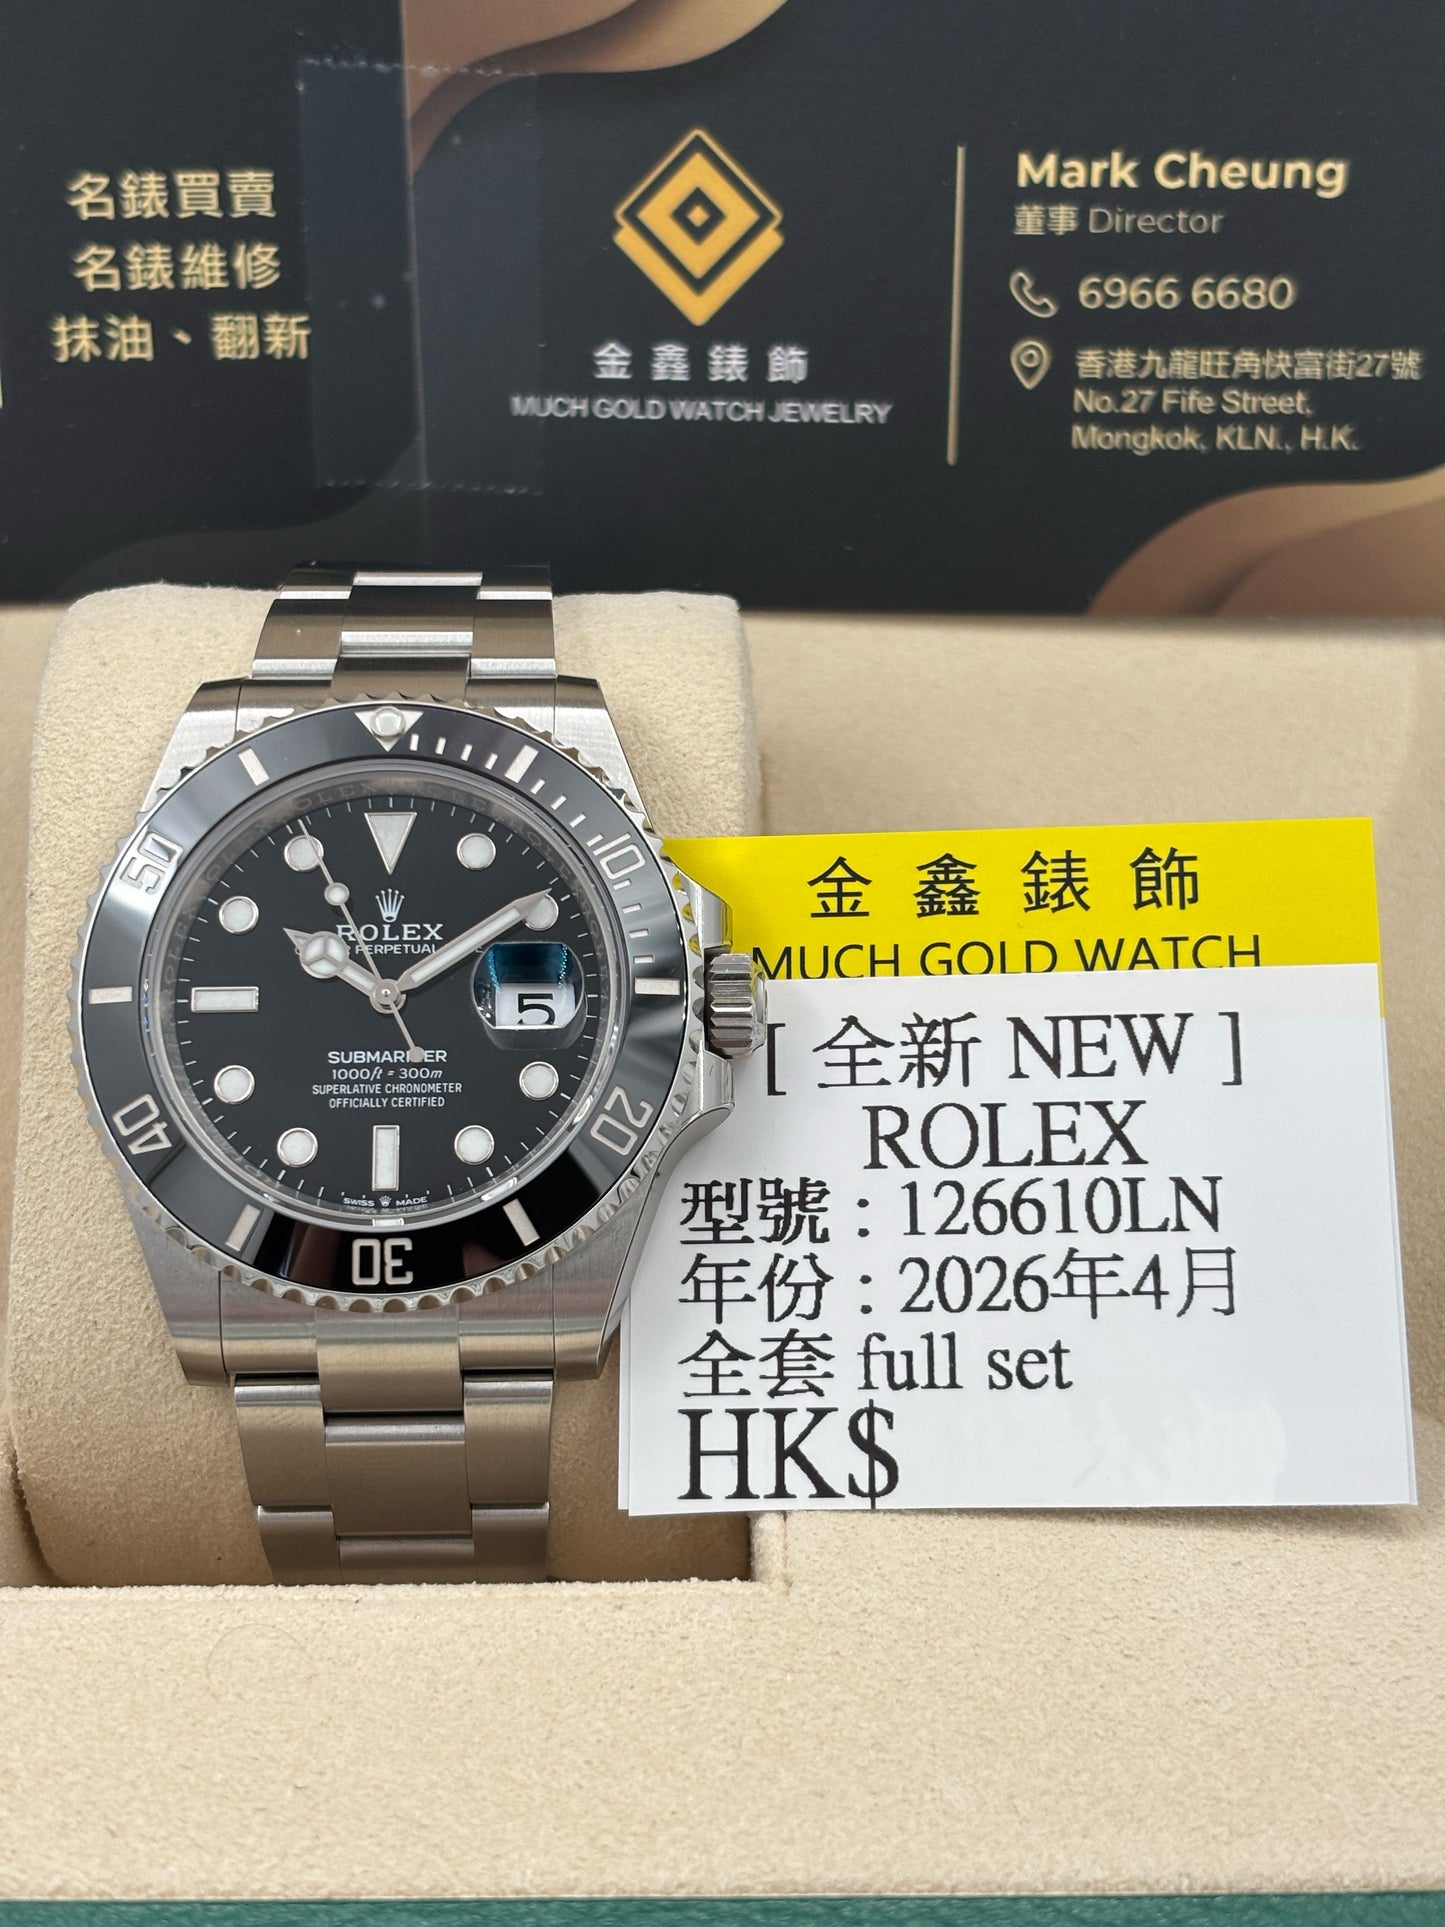 名錶買賣
名錶維修
抹油、翻新
金鑫錶飾
MUCH GOLD WATCH JEWELRY
Mark Cheung
董事 Director
6966 6680
香港九龍旺角快富街27號
No.27 Fife Street,
Mongkok, KLN., H.K.
10
20
30
40
50
ROLEX
PERPETUAL
5
SUBMARINER
1000ft = 300m
SUPERLATIVE CHRONOMETER
OFFICIALLY CERTIFIED
SWISS MADE
金鑫錶飾
MUCH GOLD WATCH
[ 全新 NEW ]
ROLEX
型號 : 126610LN
年份 : 2026年4月
全套 full set
HK$